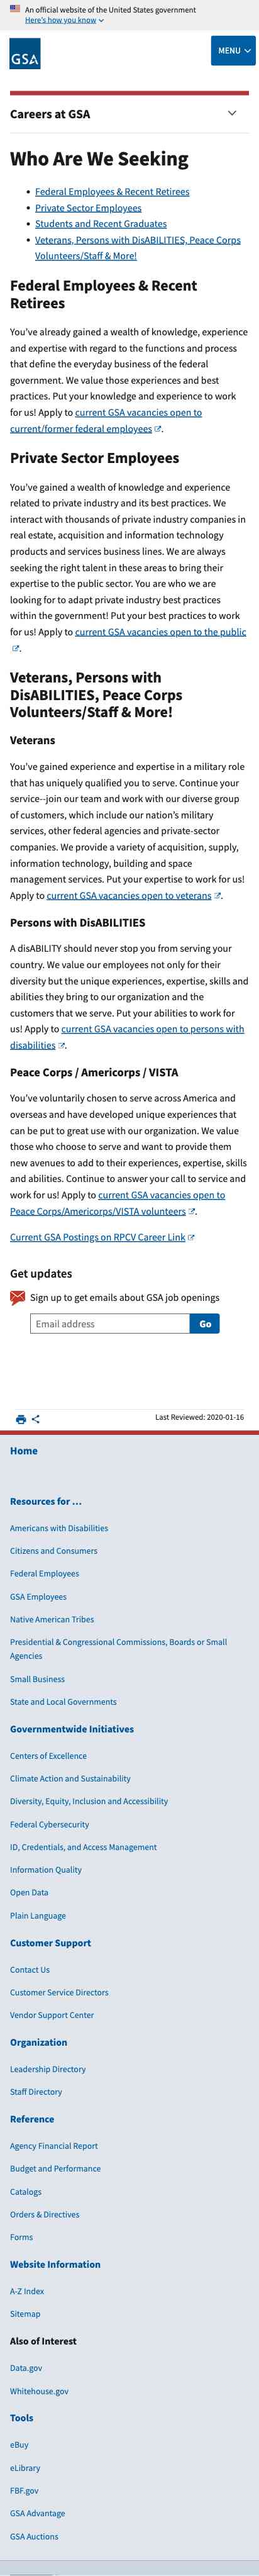 An official website of the United States government
Here's how you know
GSA
MENU
Careers at GSA
Who Are We Seeking
Federal Employees & Recent Retirees
Private Sector Employees
Students and Recent Graduates
Veterans, Persons with DisABILITIES, Peace Corps
Volunteers/Staff & More!
Federal Employees & Recent
Retirees
You've already gained a wealth of knowledge, experience
and expertise with regard to the functions and process
that define the everyday business of the federal
government. We value those experiences and best
practices. Put your knowledge and experience to work
for us! Apply to current GSA vacancies open to
current/former federal employees.
Private Sector Employees
You've gained a wealth of knowledge and experience
related to private industry and its best practices. We
interact with thousands of private industry companies in
real estate, acquisition and information technology
products and services business lines. We are always
seeking the right talent in these areas to bring their
expertise to the public sector. You are who we are
looking for to adapt private industry best practices
within the government! Put your best practices to work
for us! Apply to current GSA vacancies open to the public
.
Veterans, Persons with
DisABILITIES, Peace Corps
Volunteers/Staff & More!
Veterans
You've gained experience and expertise in a military role
that has uniquely qualified you to serve. Continue your
service--join our team and work with our diverse group
of customers, which include our nation's military
services, other federal agencies and private-sector
companies. We provide a variety of acquisition, supply,
information technology, building and space
management services. Put your expertise to work for us!
Apply to current GSA vacancies open to veterans.
Persons with DisABILITIES
A disABILITY should never stop you from serving your
country. We value our employees not only for their
diversity but the unique experiences, expertise, skills and
abilities they bring to our organization and the
customers that we serve. Put your abilities to work for
us! Apply to current GSA vacancies open to persons with
disabilities.
Peace Corps / Americorps / VISTA
You've voluntarily chosen to serve across America and
overseas and have developed unique experiences that
can be put to great use with our organization. We value
those who choose to serve and want to provide them
new avenues to add to their experiences, expertise, skills
and abilities. Continue to answer your call to service and
work for us! Apply to current GSA vacancies open to
Peace Corps/Americorps/VISTA volunteers.
Current GSA Postings on RPCV Career Link
Get updates
Sign up to get emails about GSA job openings
Email address
Go
Last Reviewed: 2020-01-16
Home
Resources for …
Americans with Disabilities
Citizens and Consumers
Federal Employees
GSA Employees
Native American Tribes
Presidential & Congressional Commissions, Boards or Small
Agencies
Small Business
State and Local Governments
Governmentwide Initiatives
Centers of Excellence
Climate Action and Sustainability
Diversity, Equity, Inclusion and Accessibility
Federal Cybersecurity
ID, Credentials, and Access Management
Information Quality
Open Data
Plain Language
Customer Support
Contact Us
Customer Service Directors
Vendor Support Center
Organization
Leadership Directory
Staff Directory
Reference
Agency Financial Report
Budget and Performance
Catalogs
Orders & Directives
Forms
Website Information
A-Z Index
Sitemap
Also of Interest
Data.gov
Whitehouse.gov
Tools
eBuy
eLibrary
FBF.gov
GSA Advantage
GSA Auctions